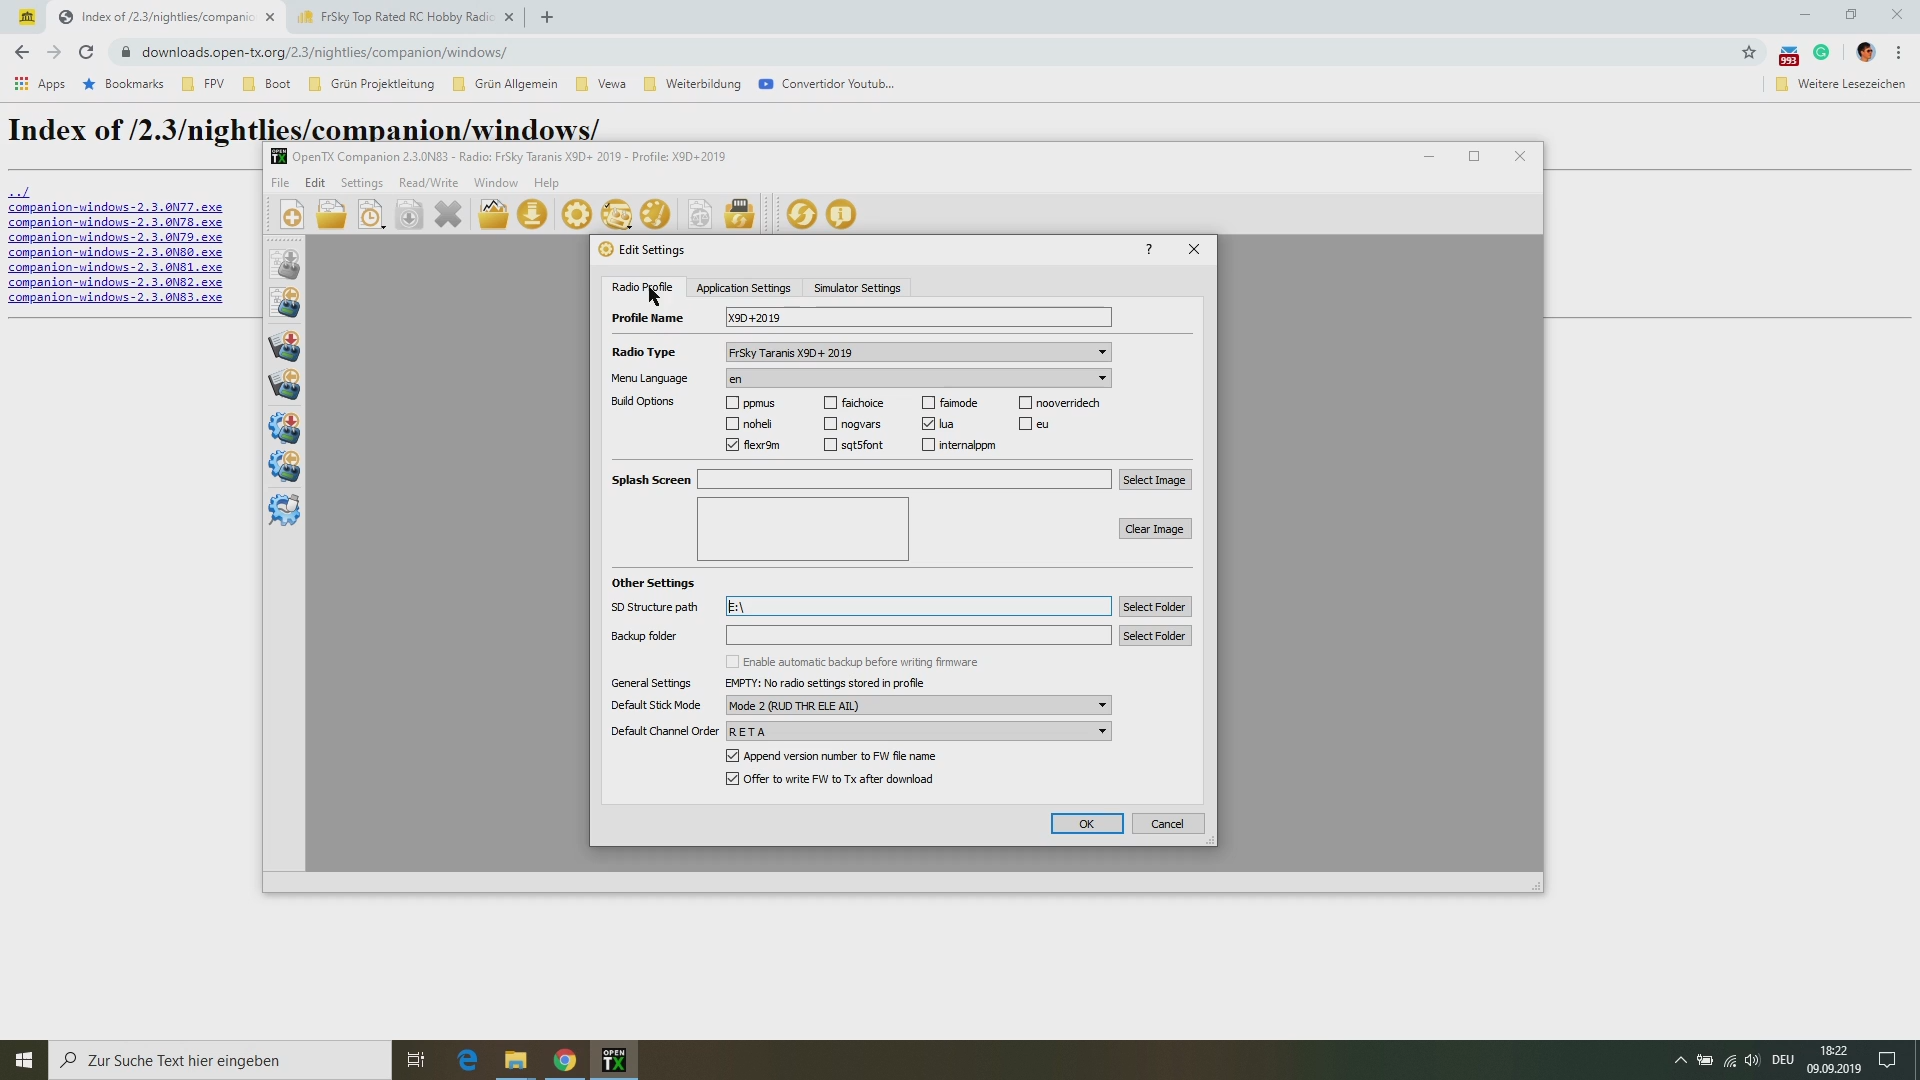 Index of /2.3/nightlies/companio
FrSky Top Rated RC Hobby Radio
downloads.open-tx.org/2.3/nightlies/companion/windows/
993
Apps Bookmarks FPV Boot Grün Projektleitung Grün Allgemein Vewa Weiterbildung Convertidor Youtub... Weitere Lesezeichen
Index of /2.3/nightlies/companion/windows/
../
companion-windows-2.3.0N77.exe
companion-windows-2.3.0N78.exe
companion-windows-2.3.0N79.exe
companion-windows-2.3.0N80.exe
companion-windows-2.3.0N81.exe
companion-windows-2.3.0N82.exe
companion-windows-2.3.0N83.exe
OPEN TX OpenTX Companion 2.3.0N83 - Radio: FrSky Taranis X9D+ 2019 - Profile: X9D+2019
File Edit Settings Read/Write Window Help
Edit Settings
Radio Profile Application Settings Simulator Settings
Profile Name X9D+2019
Radio Type FrSky Taranis X9D+ 2019
Menu Language en
Build Options ppmus faichoice faimode nooverridech
noheli nogvars lua eu
flexr9m sqt5font internalppm
Splash Screen Select Image
Clear Image
Other Settings
SD Structure path E:\ Select Folder
Backup folder Select Folder
Enable automatic backup before writing firmware
General Settings EMPTY: No radio settings stored in profile
Default Stick Mode Mode 2 (RUD THR ELE AIL)
Default Channel Order R E T A
Append version number to FW file name
Offer to write FW to Tx after download
OK Cancel
Zur Suche Text hier eingeben
OPEN TX
DEU
18:22
09.09.2019